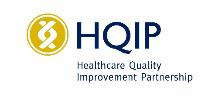 HQIP
Healthcare Quality
Improvement Partnership